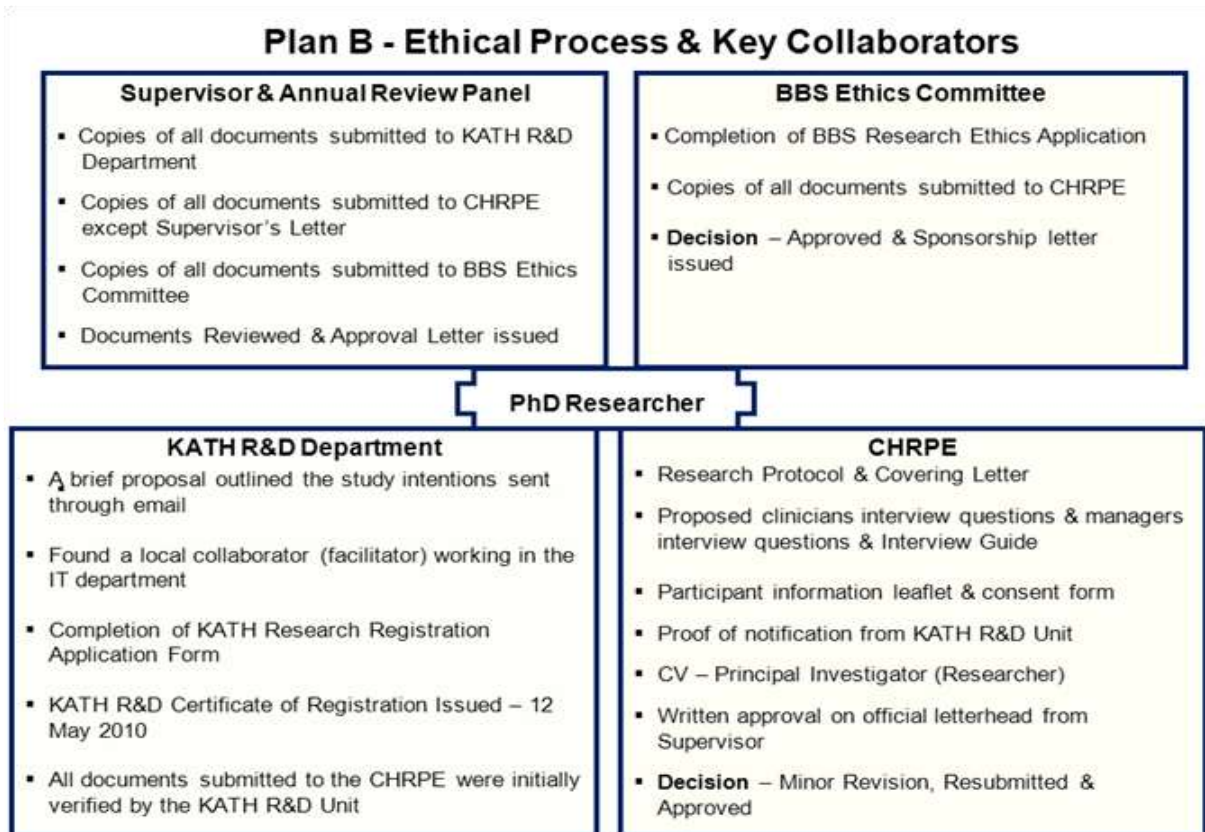 Plan B - Ethical Process & Key Collaborators
Supervisor & Annual Review Panel
▪ Copies of all documents submitted to KATH R&D
Department
▪ Copies of all documents submitted to CHRPE
except Supervisor's Letter
▪ Copies of all documents submitted to BBS Ethics
Committee
▪ Documents Reviewed & Approval Letter issued
BBS Ethics Committee
▪ Completion of BBS Research Ethics Application
▪ Copies of all documents submitted to CHRPE
▪ Decision – Approved & Sponsorship letter
issued
PhD Researcher
KATH R&D Department
▪ A brief proposal outlined the study intentions sent
through email
▪ Found a local collaborator (facilitator) working in the
IT department
▪ Completion of KATH Research Registration
Application Form
▪ KATH R&D Certificate of Registration Issued – 12
May 2010
▪ All documents submitted to the CHRPE were initially
verified by the KATH R&D Unit
CHRPE
▪ Research Protocol & Covering Letter
▪ Proposed clinicians interview questions & managers
interview questions & Interview Guide
▪ Participant information leaflet & consent form
▪ Proof of notification from KATH R&D Unit
▪ CV – Principal Investigator (Researcher)
▪ Written approval on official letterhead from
Supervisor
▪ Decision – Minor Revision, Resubmitted &
Approved